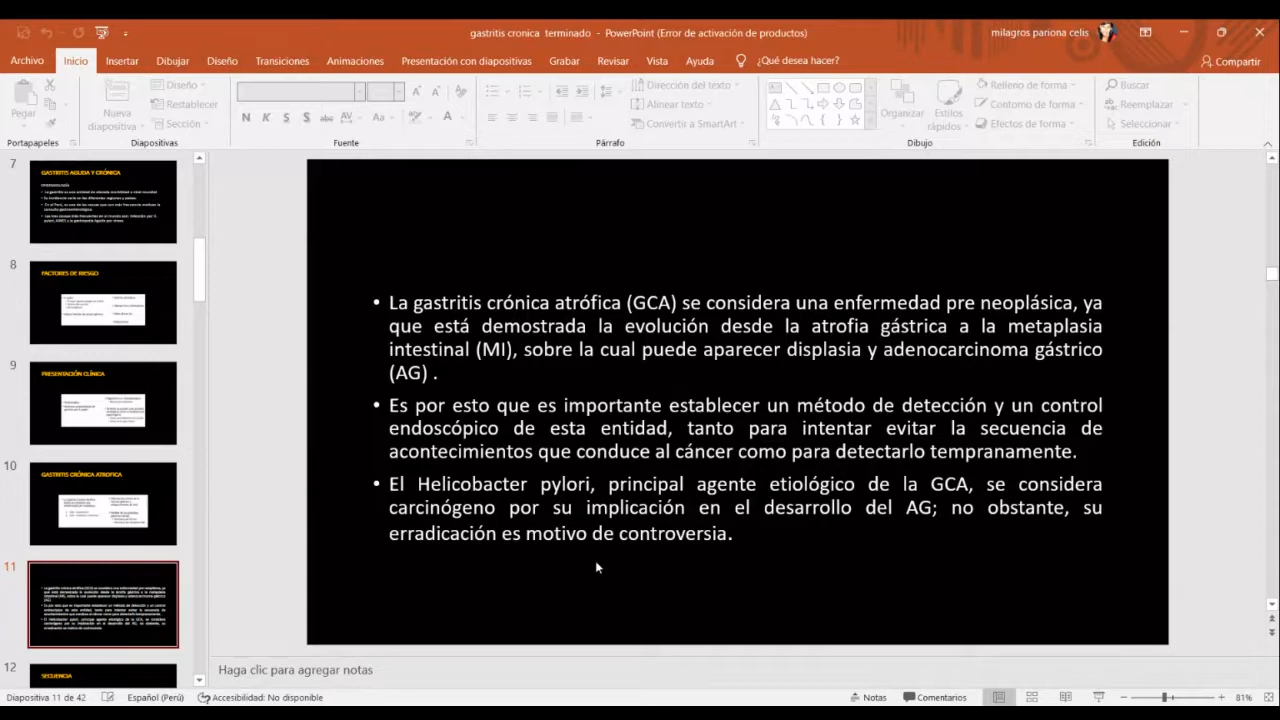 gastritis cronica terminado - PowerPoint (Error de activación de productos)
milagros pariona celis
Archivo Inicio Insertar Dibujar Diseño Transiciones Animaciones Presentación con diapositivas Grabar Revisar Vista Ayuda ¿Qué desea hacer? Compartir
Pegar
Nueva
diapositiva
Diseño
Restablecer
Sección
N K S S abc AV Aa A
Dirección del texto
Alinear texto
Convertir a SmartArt
Organizar
Estilos
rápidos
Relleno de forma
Contorno de forma
Efectos de forma
Buscar
Reemplazar
Seleccionar
Portapapeles Diapositivas Fuente Párrafo Dibujo Edición
7
GASTRITIS AGUDA Y CRÓNICA
8
FACTORES DE RIESGO
9
PRESENTACIÓN CLÍNICA
10
GASTRITIS CRÓNICA ATROFICA
11
12
SECUENCIA
• La gastritis crónica atrófica (GCA) se considera una enfermedad pre neoplásica, ya
que está demostrada la evolución desde la atrofia gástrica a la metaplasia
intestinal (MI), sobre la cual puede aparecer displasia y adenocarcinoma gástrico
(AG) .
• Es por esto que es importante establecer un método de detección y un control
endoscópico de esta entidad, tanto para intentar evitar la secuencia de
acontecimientos que conduce al cáncer como para detectarlo tempranamente.
• El Helicobacter pylori, principal agente etiológico de la GCA, se considera
carcinógeno por su implicación en el desarrollo del AG; no obstante, su
erradicación es motivo de controversia.
Haga clic para agregar notas
Diapositiva 11 de 42 Español (Perú) Accesibilidad: No disponible Notas Comentarios 81%